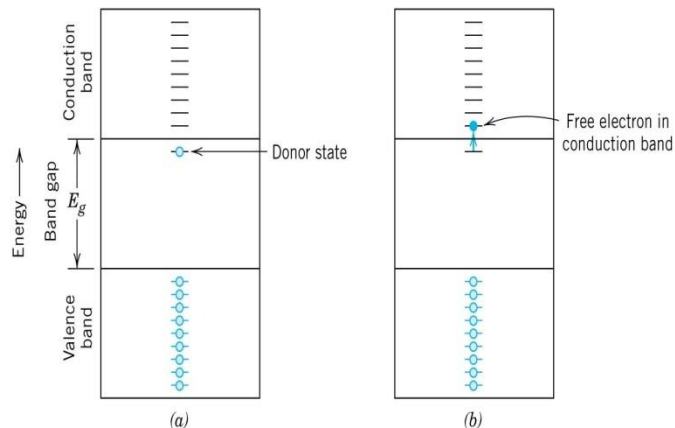 Conduction
band
Donor state
Free electron in
conduction band
Energy
Band gap
E_g
Valence
band
(a)
(b)